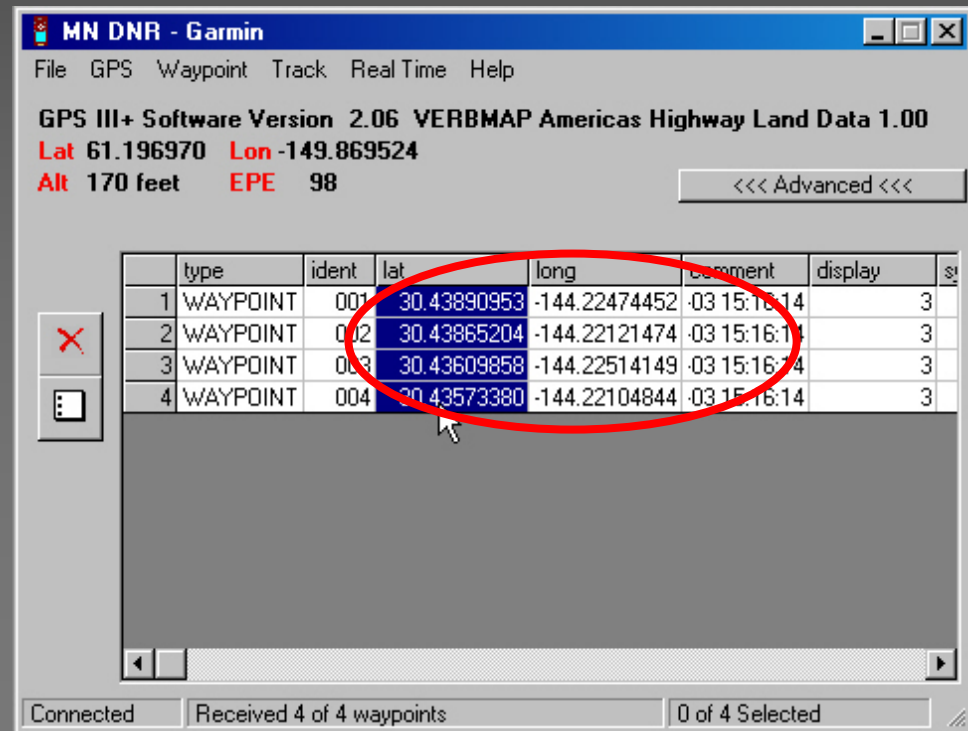 MN DNR - Garmin
File GPS Waypoint Track Real Time Help
GPS III+ Software Version 2.06 VERBMAP Americas Highway Land Data 1.00
Lat 61.196970 Lon -149.869524
Alt 170 feet EPE 98
<<< Advanced <<<
type ident lat long comment display
1 WAYPOINT 001 30.43890953 -144.22474452 -03 15:16:14 3
2 WAYPOINT 002 30.43865204 -144.22121474 -03 15:16:14 3
3 WAYPOINT 003 30.43609858 -144.22514149 -03 15:16:14 3
4 WAYPOINT 004 30.43573380 -144.22104844 -03 15:16:14 3
Connected Received 4 of 4 waypoints 0 of 4 Selected